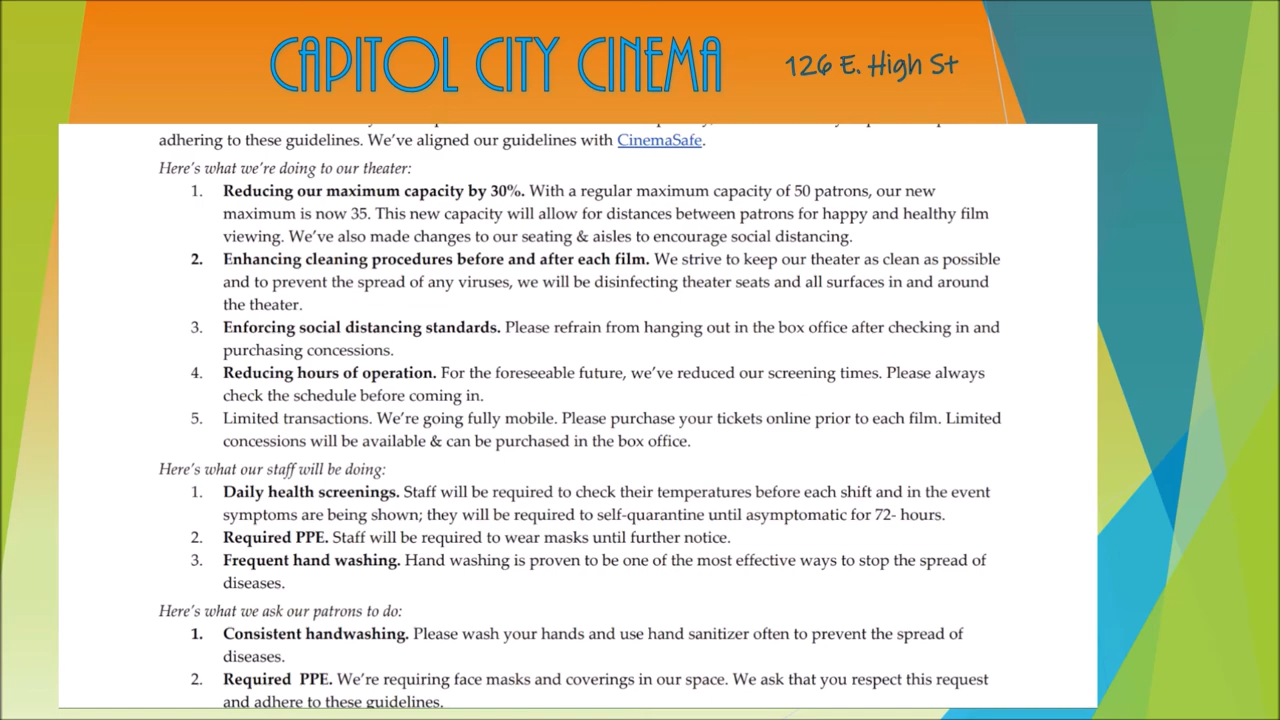 CAPITOL CITY CINEMA
126 E. High St
adhering to these guidelines. We've aligned our guidelines with CinemaSafe.
Here's what we're doing to our theater:
1. Reducing our maximum capacity by 30%. With a regular maximum capacity of 50 patrons, our new
maximum is now 35. This new capacity will allow for distances between patrons for happy and healthy film
viewing. We've also made changes to our seating & aisles to encourage social distancing.
2. Enhancing cleaning procedures before and after each film. We strive to keep our theater as clean as possible
and to prevent the spread of any viruses, we will be disinfecting theater seats and all surfaces in and around
the theater.
3. Enforcing social distancing standards. Please refrain from hanging out in the box office after checking in and
purchasing concessions.
4. Reducing hours of operation. For the foreseeable future, we've reduced our screening times. Please always
check the schedule before coming in.
5. Limited transactions. We're going fully mobile. Please purchase your tickets online prior to each film. Limited
concessions will be available & can be purchased in the box office.
Here's what our staff will be doing:
1. Daily health screenings. Staff will be required to check their temperatures before each shift and in the event
symptoms are being shown; they will be required to self-quarantine until asymptomatic for 72- hours.
2. Required PPE. Staff will be required to wear masks until further notice.
3. Frequent hand washing. Hand washing is proven to be one of the most effective ways to stop the spread of
diseases.
Here's what we ask our patrons to do:
1. Consistent handwashing. Please wash your hands and use hand sanitizer often to prevent the spread of
diseases.
2. Required PPE. We're requiring face masks and coverings in our space. We ask that you respect this request
and adhere to these guidelines.